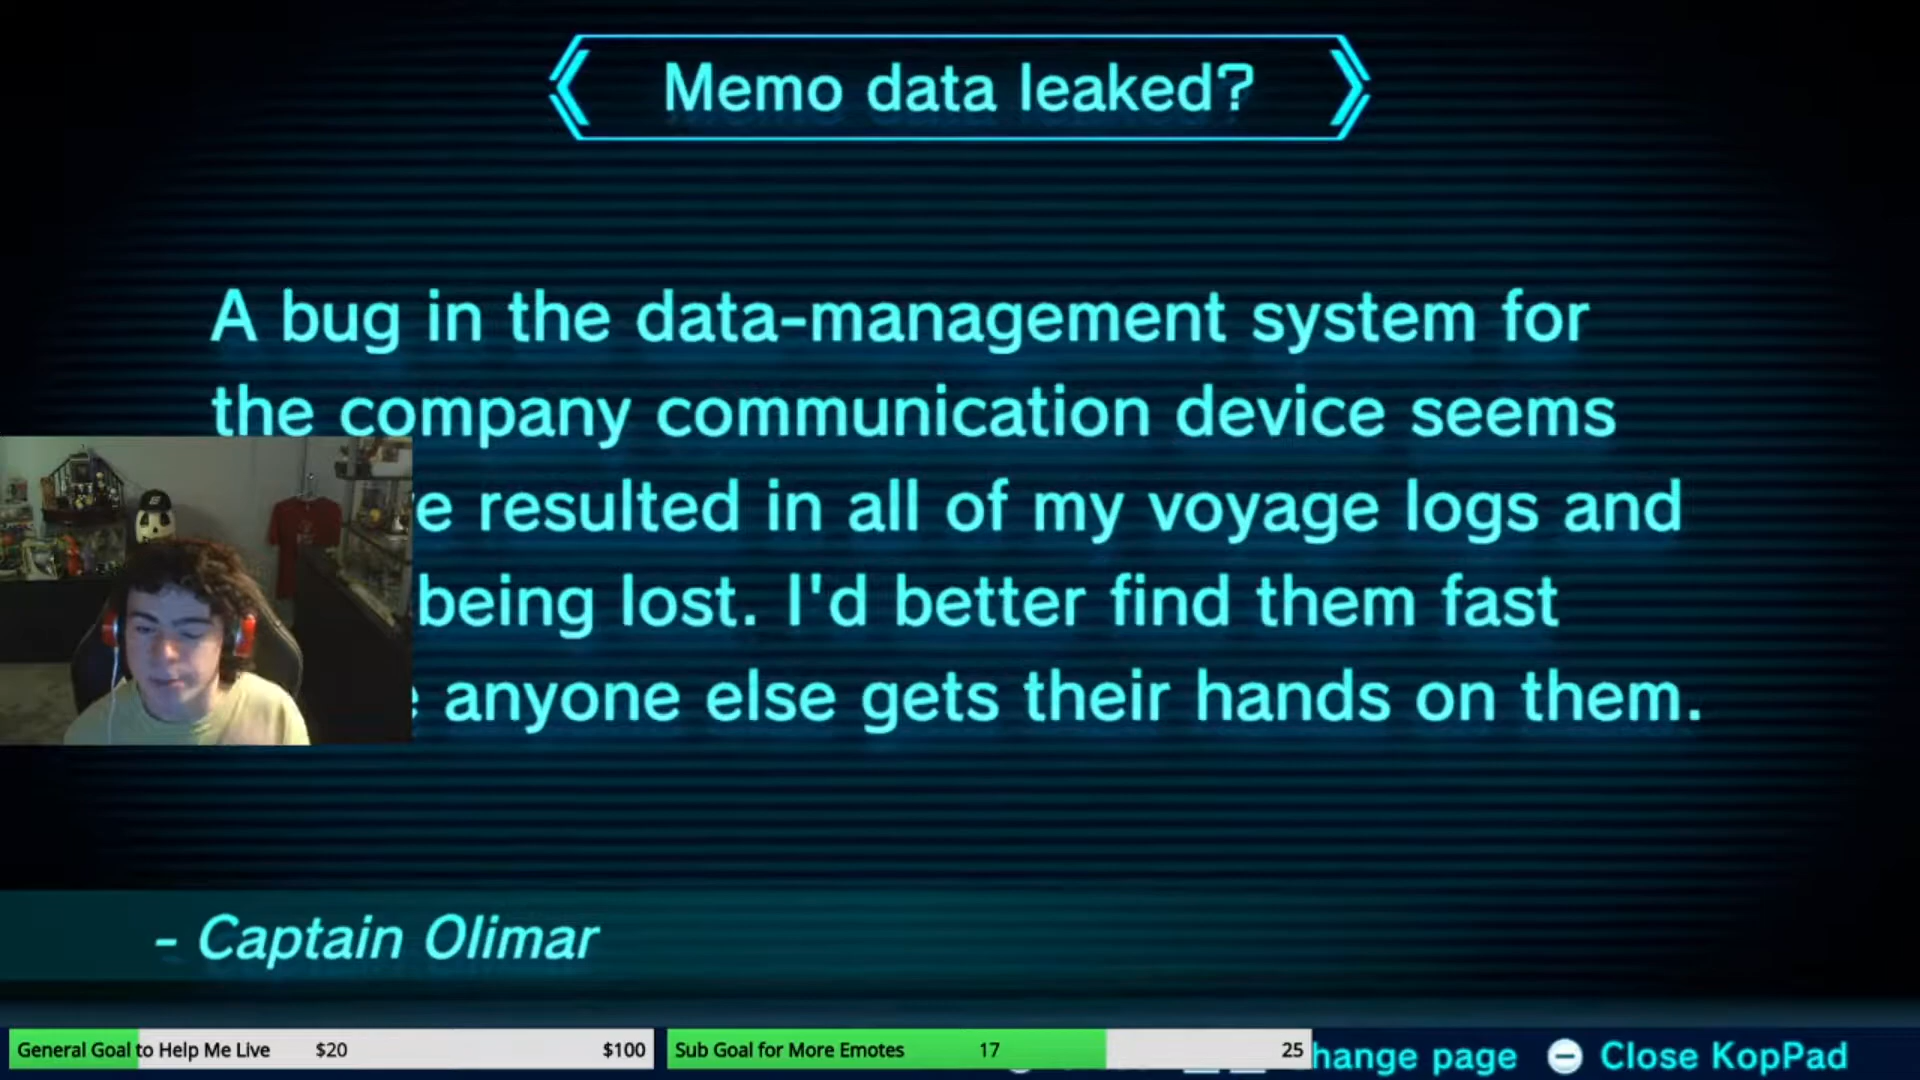 Memo data leaked?
A bug in the data-management system for
the company communication device seems
resulted in all of my voyage logs and
being lost. I'd better find them fast
anyone else gets their hands on them.
- Captain Olimar
General Goal to Help Me Live $20 $100
Sub Goal for More Emotes 17 25
hange page
Close KopPad